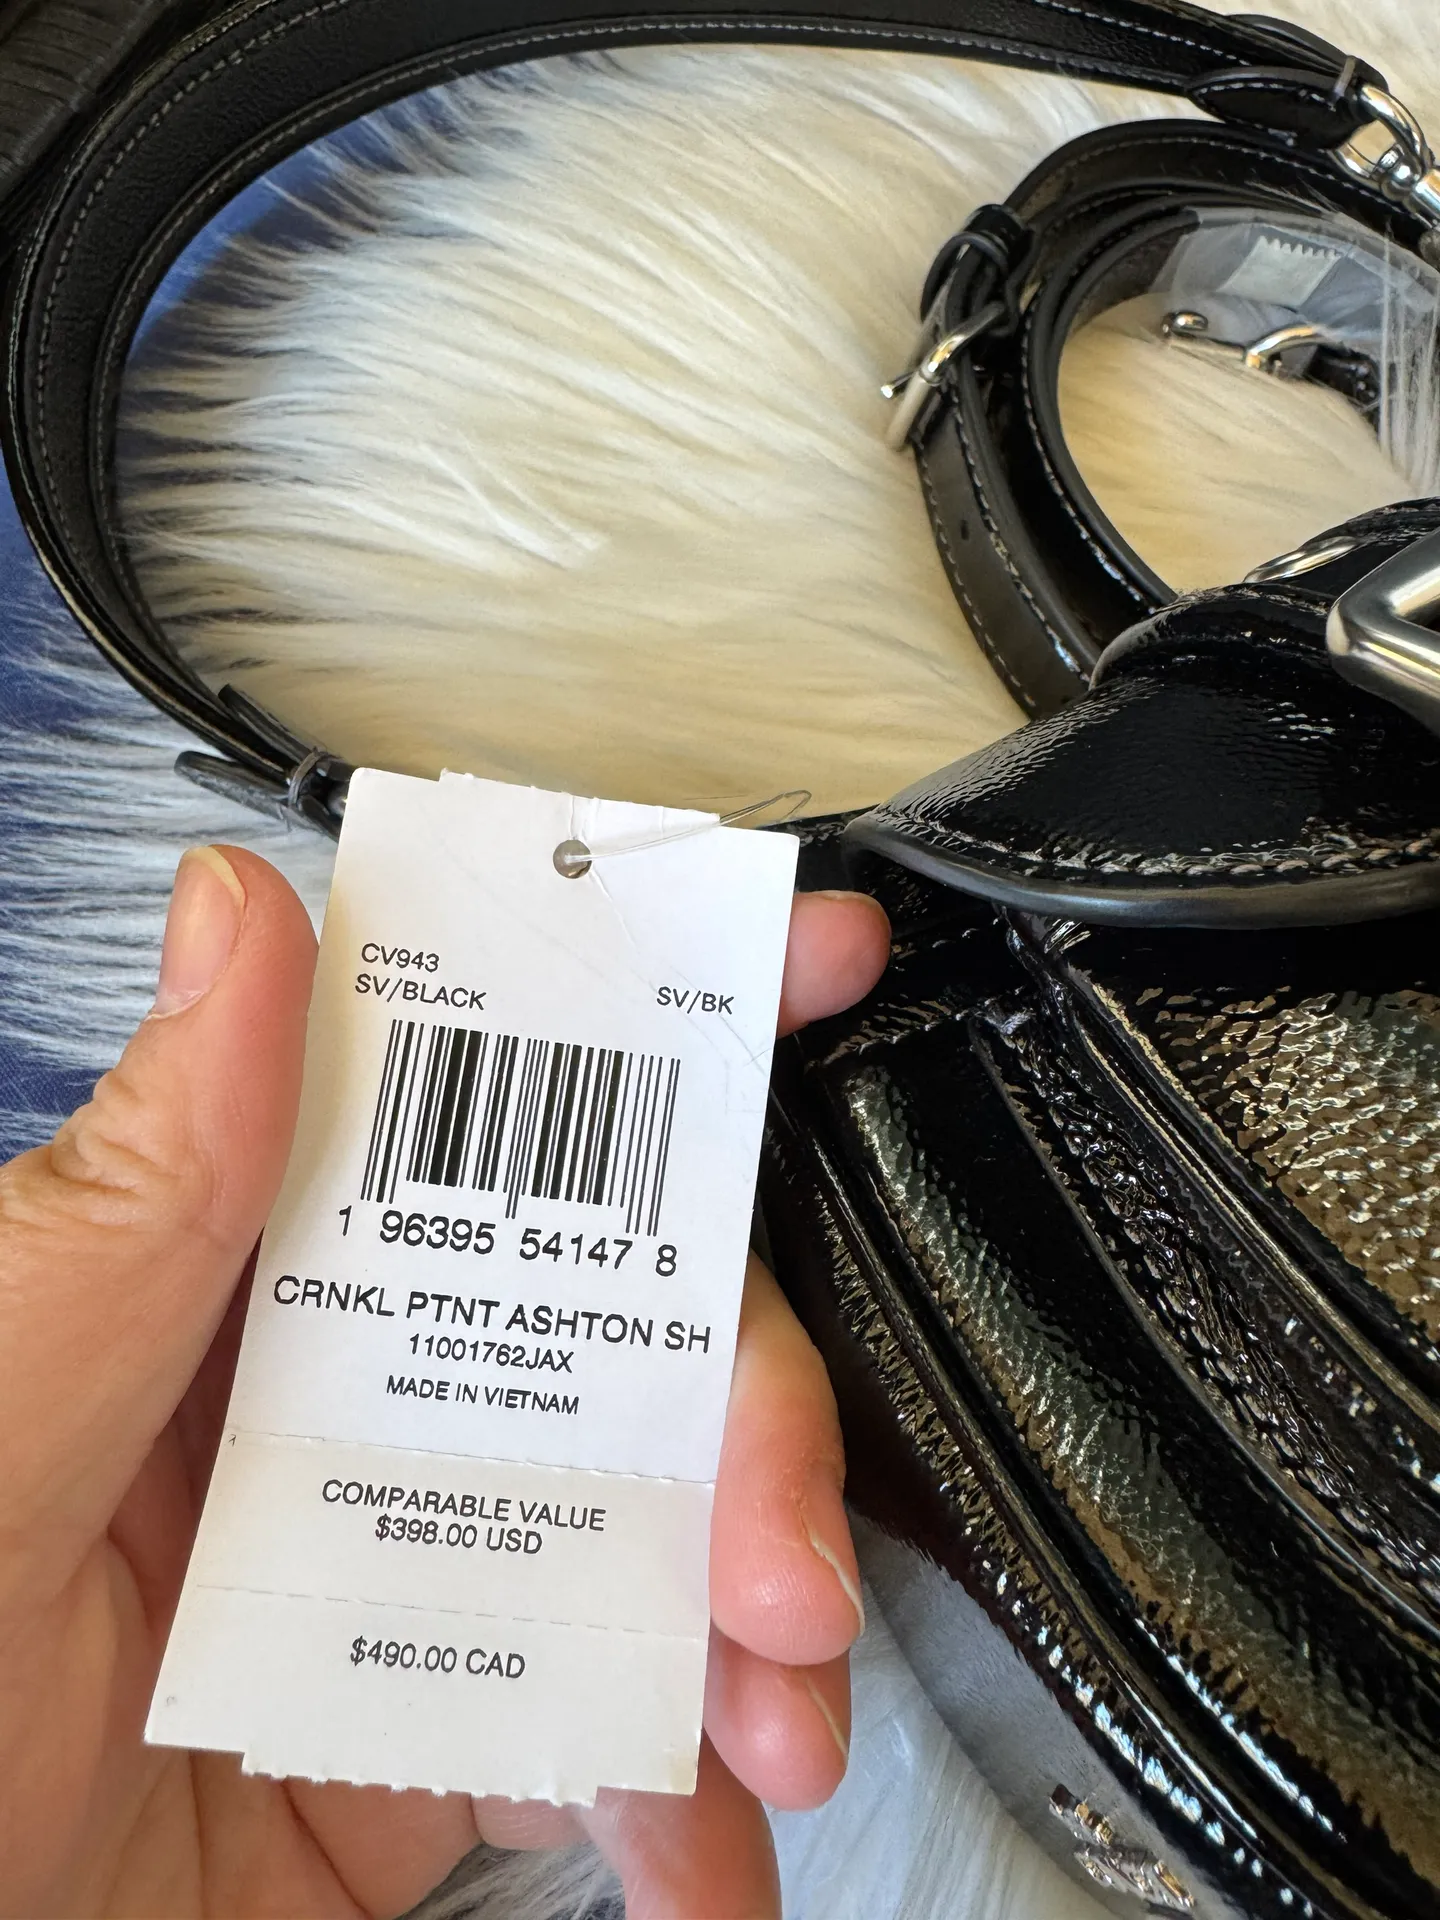 CV943
SV/BLACK SV/BK
1 96395 54147 8
CRNKL PTNT ASHTON SH
11001762JAX
MADE IN VIETNAM
COMPARABLE VALUE
$398.00 USD
$490.00 CAD